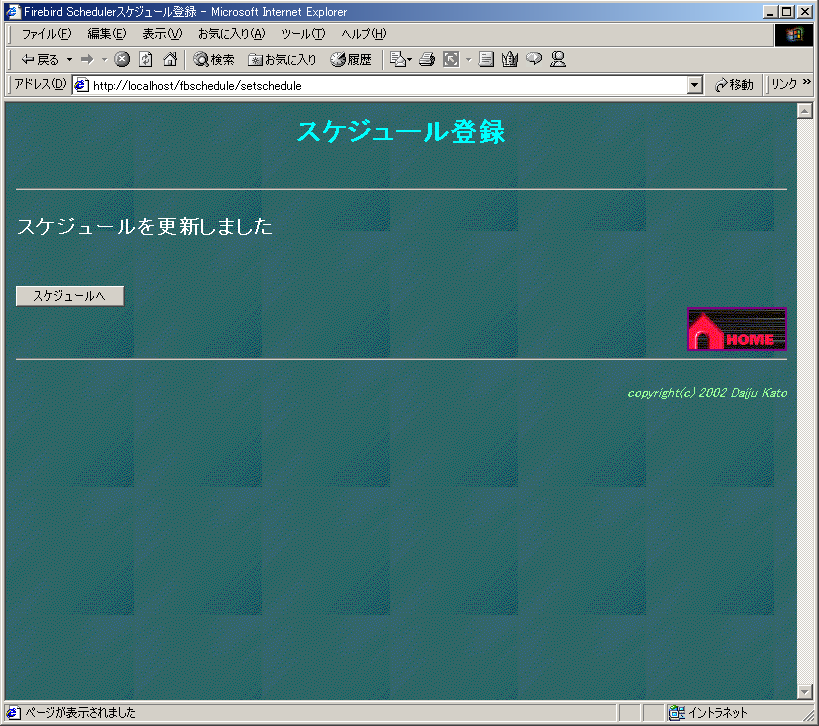 Firebird Schedulerスケジュール登録 - Microsoft Internet Explorer
ファイル(F) 編集(E) 表示(V) お気に入り(A) ツール(T) ヘルプ(H)
戻る 検索 お気に入り 履歴
アドレス(D) http://localhost/fbschedule/setschedule 移動 リンク »
スケジュール登録
スケジュールを更新しました
スケジュールへ
HOME
copyright(c) 2002 Daiju Kato
ページが表示されました イントラネット